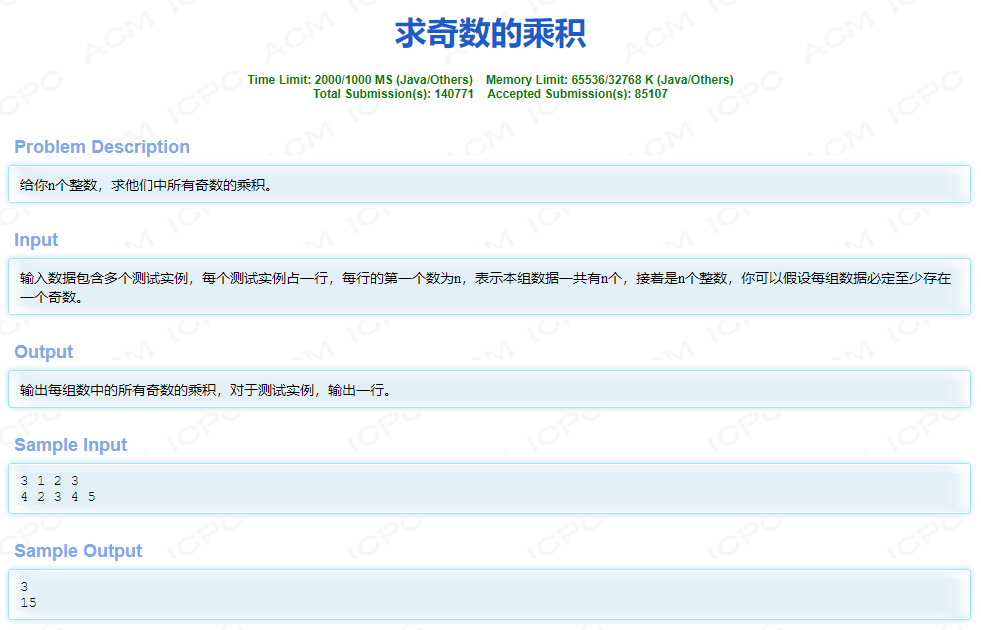 求奇数的乘积
Time Limit: 2000/1000 MS (Java/Others)    Memory Limit: 65536/32768 K (Java/Others)
Total Submission(s): 140771    Accepted Submission(s): 85107
Problem Description
给你n个整数，求他们中所有奇数的乘积。
Input
输入数据包含多个测试实例，每个测试实例占一行，每行的第一个数为n，表示本组数据一共有n个，接着是n个整数，你可以假设每组数据必定至少存在
一个奇数。
Output
输出每组数中的所有奇数的乘积，对于测试实例，输出一行。
Sample Input
3 1 2 3
4 2 3 4 5
Sample Output
3
15